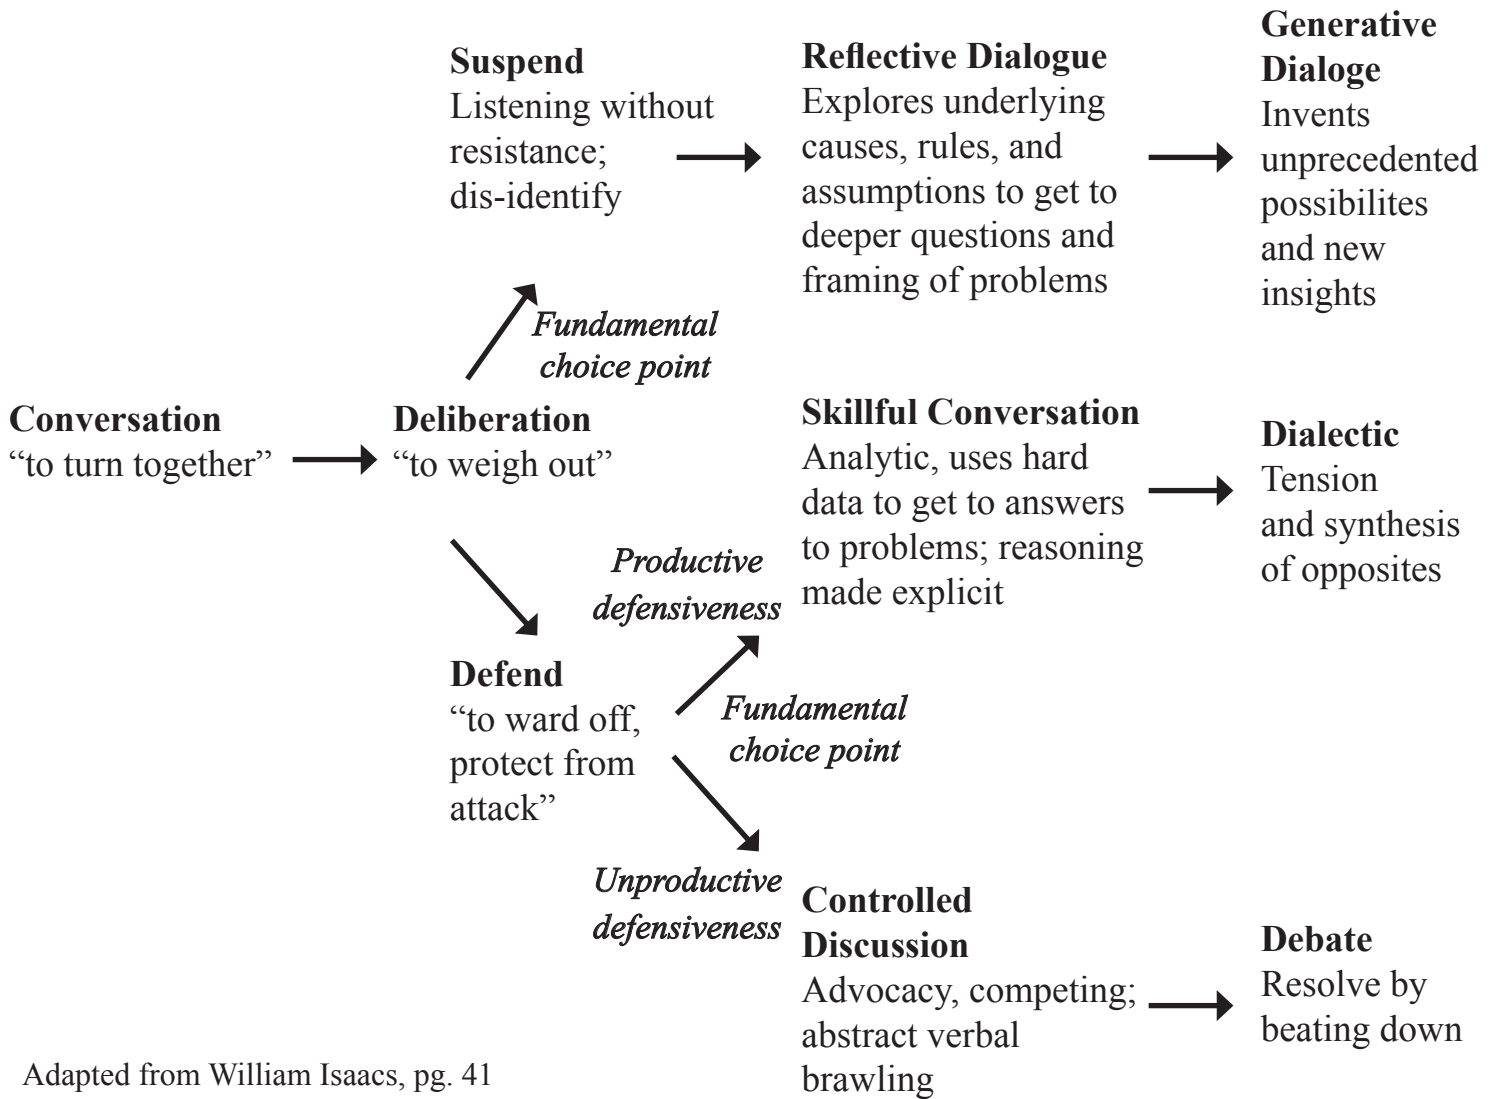 Suspend
Listening without
resistance;
dis-identify
Reflective Dialogue
Explores underlying
causes, rules, and
assumptions to get to
deeper questions and
framing of problems
Generative
Dialoge
Invents
unprecedented
possibilites
and new
insights
Fundamental
choice point
Conversation
“to turn together”
Deliberation
“to weigh out”
Skillful Conversation
Analytic, uses hard
data to get to answers
to problems; reasoning
made explicit
Dialectic
Tension
and synthesis
of opposites
Productive
defensiveness
Defend
“to ward off,
protect from
attack”
Fundamental
choice point
Unproductive
defensiveness
Controlled
Discussion
Advocacy, competing;
abstract verbal
brawling
Debate
Resolve by
beating down
Adapted from William Isaacs, pg. 41